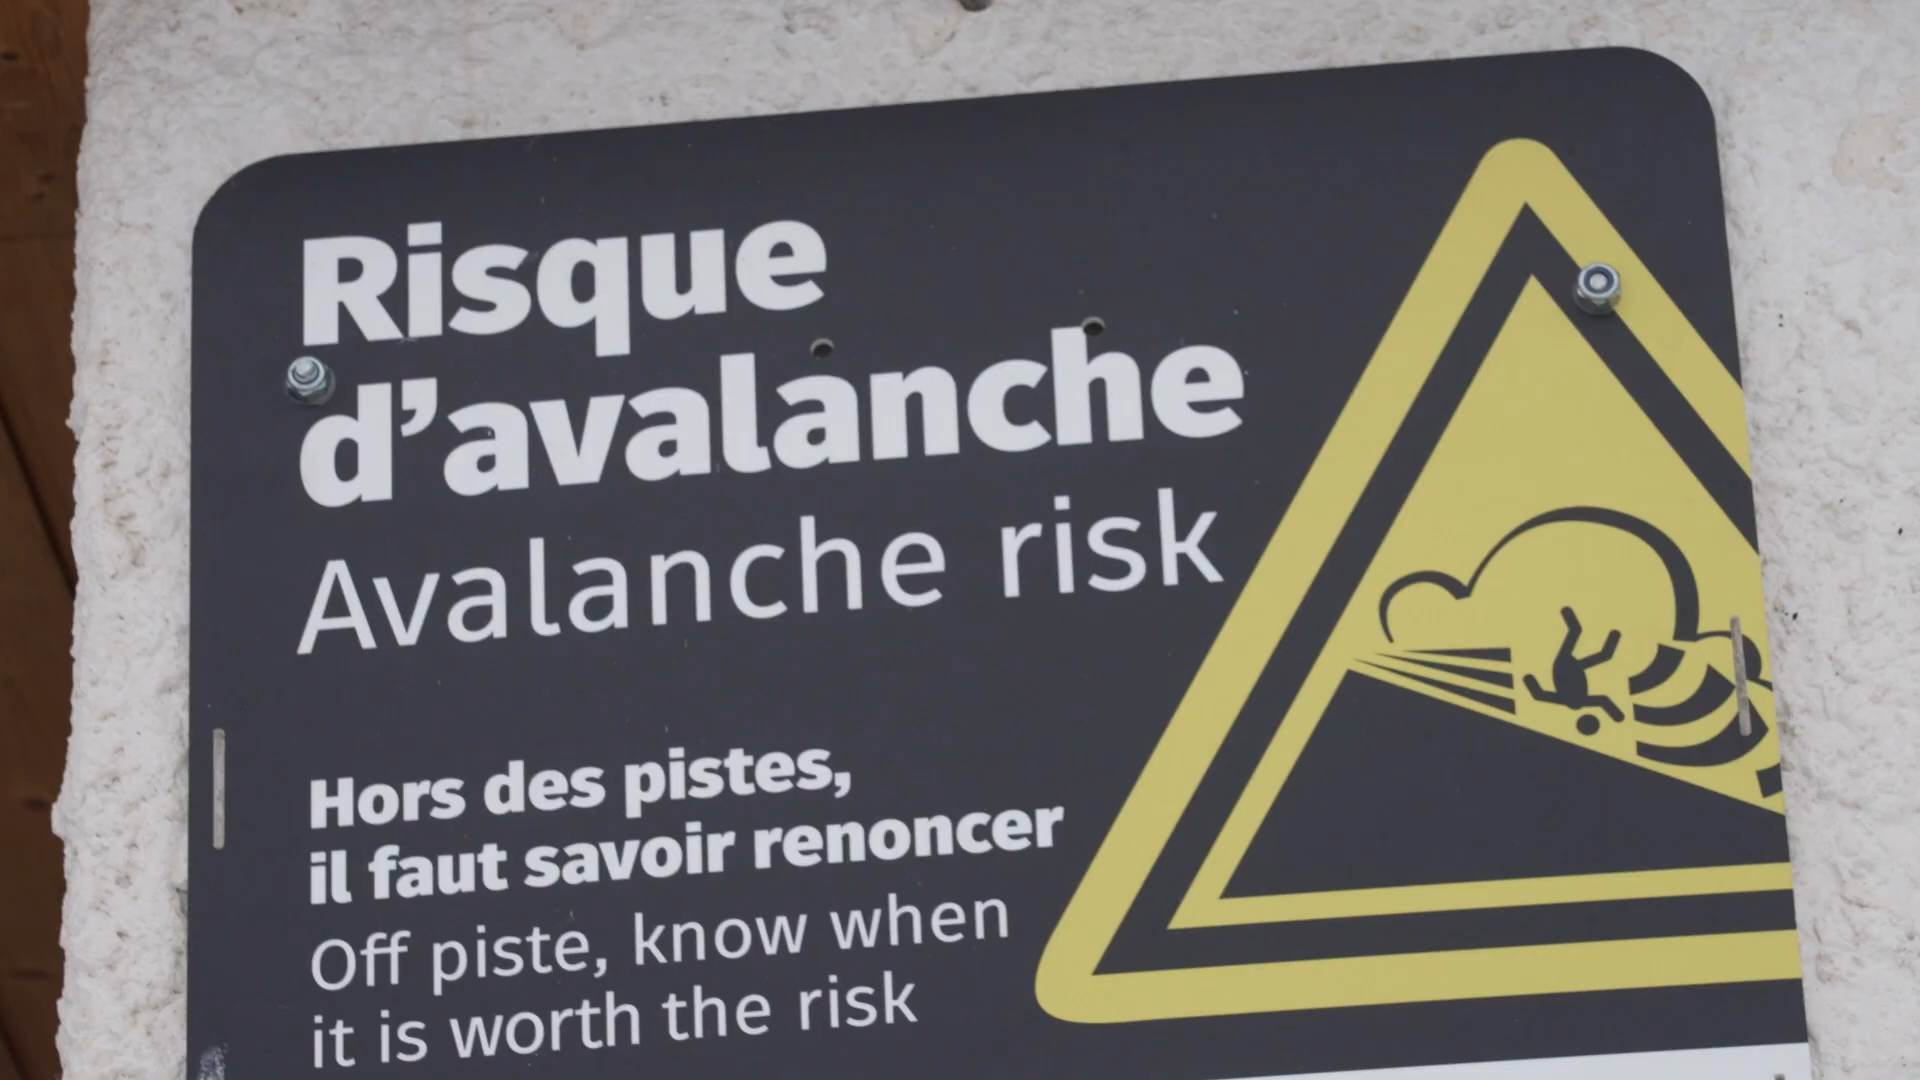 Risque
d’avalanche
Avalanche risk
Hors des pistes,
il faut savoir renoncer
Off piste, know when
it is worth the risk